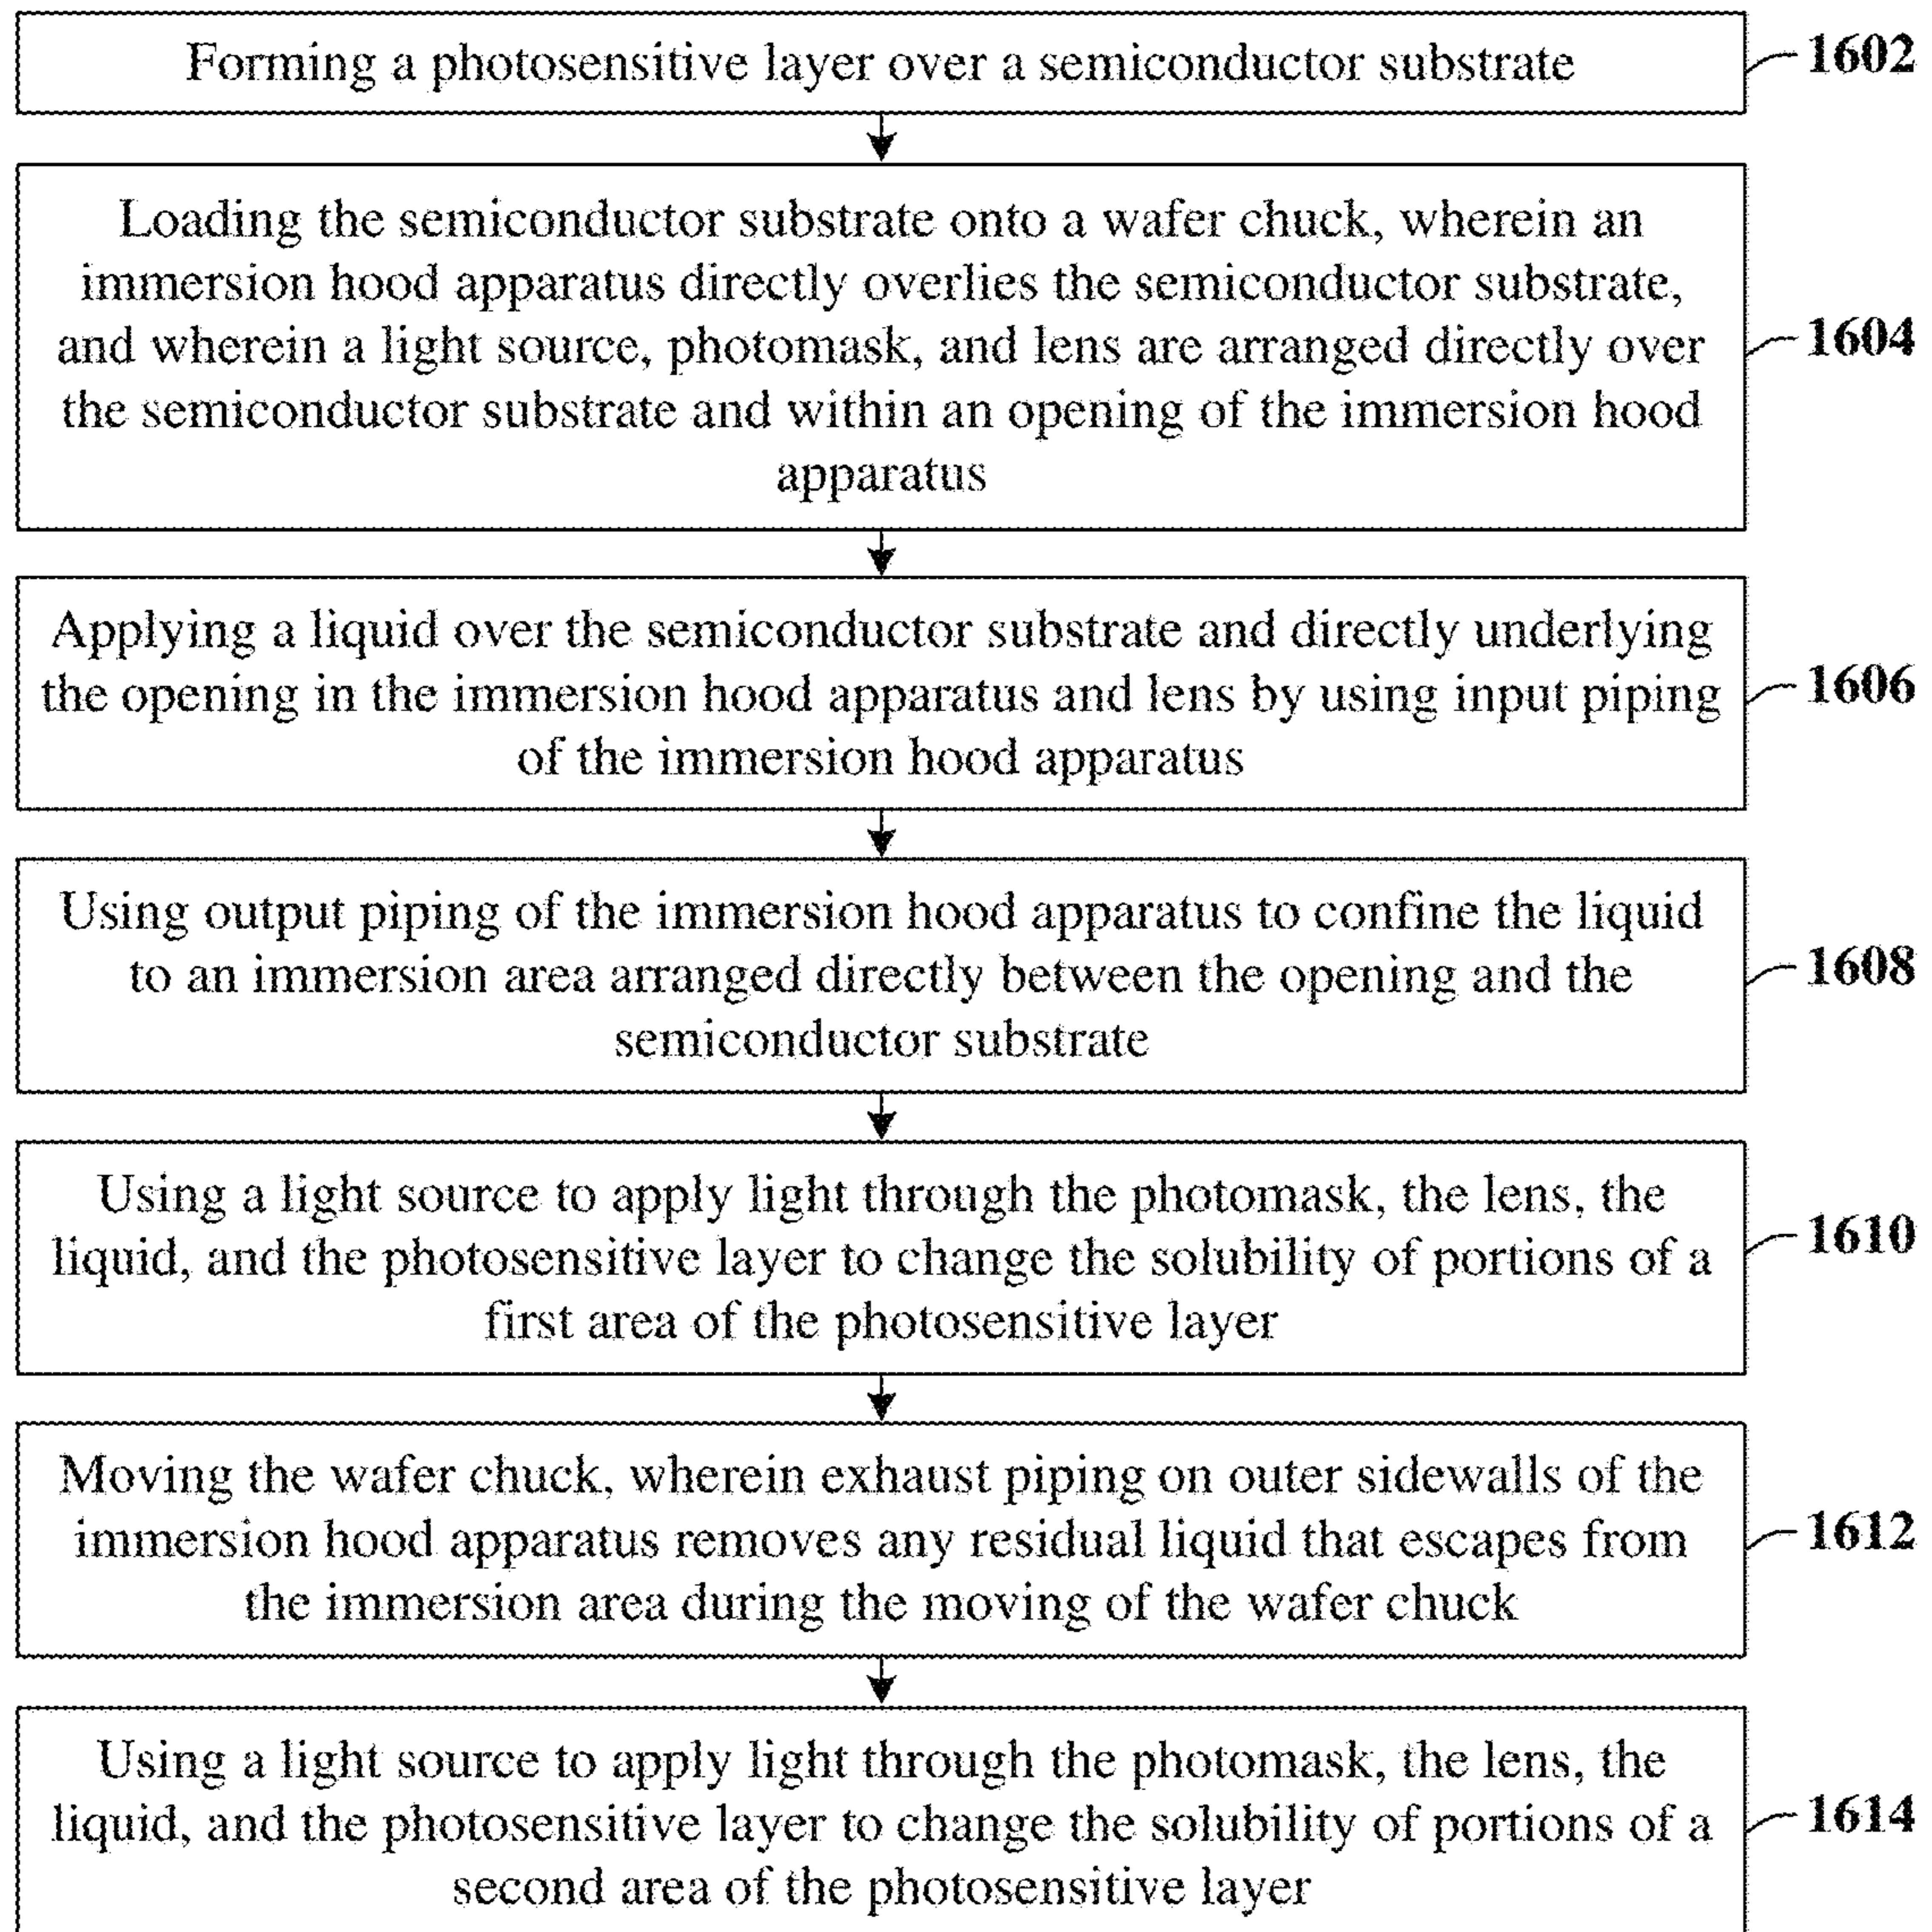 Forming a photosensitive layer over a semiconductor substrate
1602
Loading the semiconductor substrate onto a wafer chuck, wherein an
immersion hood apparatus directly overlies the semiconductor substrate,
and wherein a light source, photomask, and lens are arranged directly over
the semiconductor substrate and within an opening of the immersion hood
apparatus
1604
Applying a liquid over the semiconductor substrate and directly underlying
the opening in the immersion hood apparatus and lens by using input piping
of the immersion hood apparatus
1606
Using output piping of the immersion hood apparatus to confine the liquid
to an immersion area arranged directly between the opening and the
semiconductor substrate
1608
Using a light source to apply light through the photomask, the lens, the
liquid, and the photosensitive layer to change the solubility of portions of a
first area of the photosensitive layer
1610
Moving the wafer chuck, wherein exhaust piping on outer sidewalls of the
immersion hood apparatus removes any residual liquid that escapes from
the immersion area during the moving of the wafer chuck
1612
Using a light source to apply light through the photomask, the lens, the
liquid, and the photosensitive layer to change the solubility of portions of a
second area of the photosensitive layer
1614